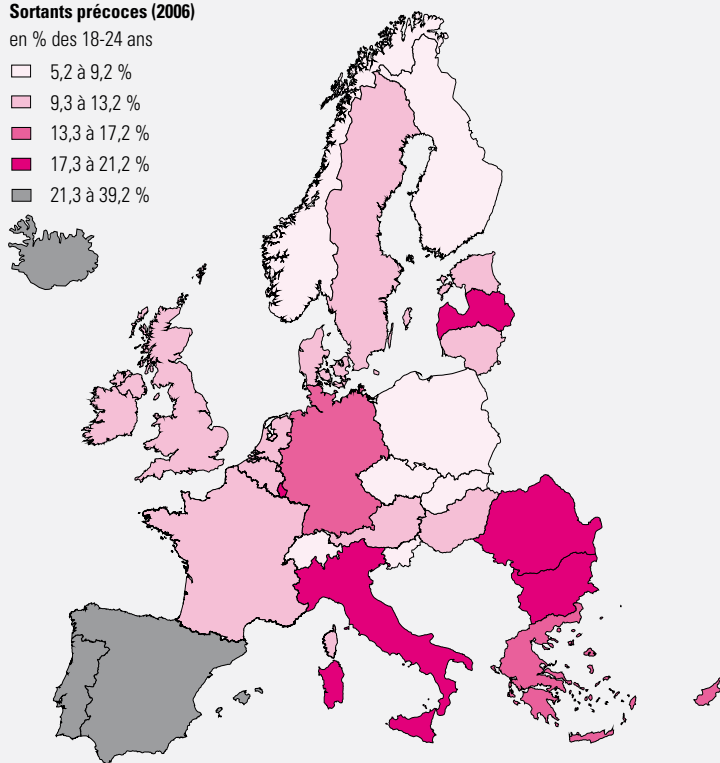 Sortants précoces (2006)
en % des 18-24 ans
5,2 à 9,2 %
9,3 à 13,2 %
13,3 à 17,2 %
17,3 à 21,2 %
21,3 à 39,2 %